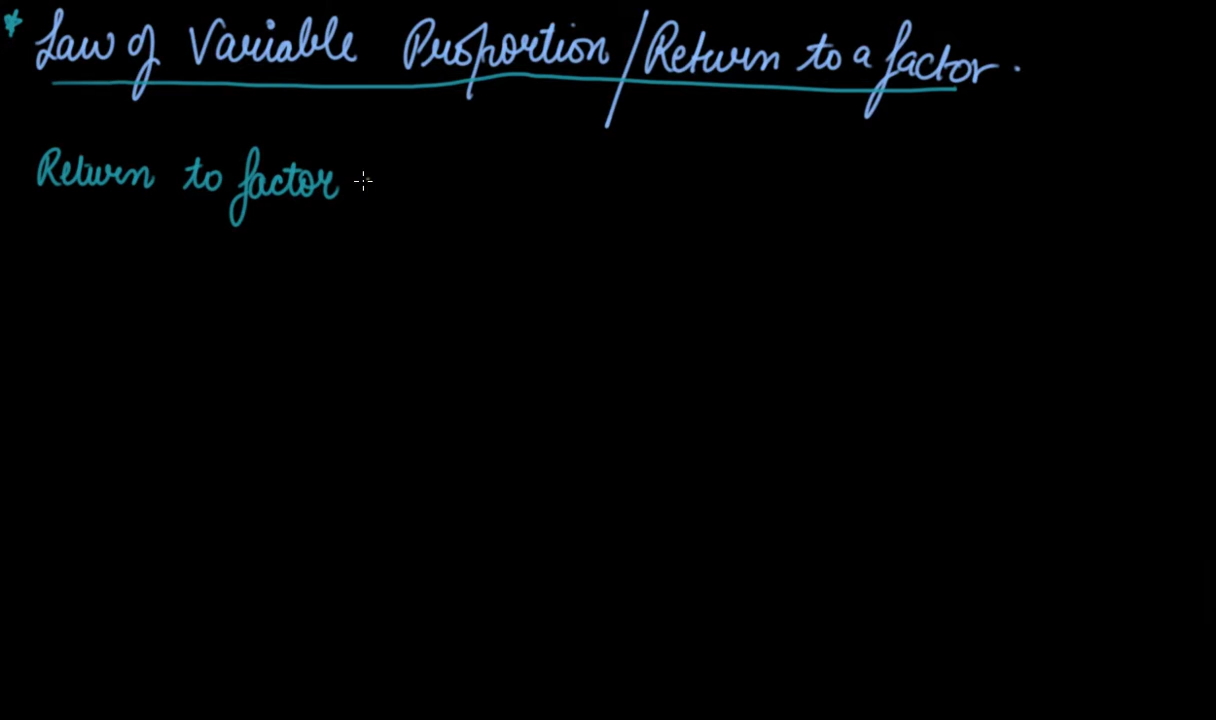 * Law of Variable Proportion / Return to a factor.
Return to factor